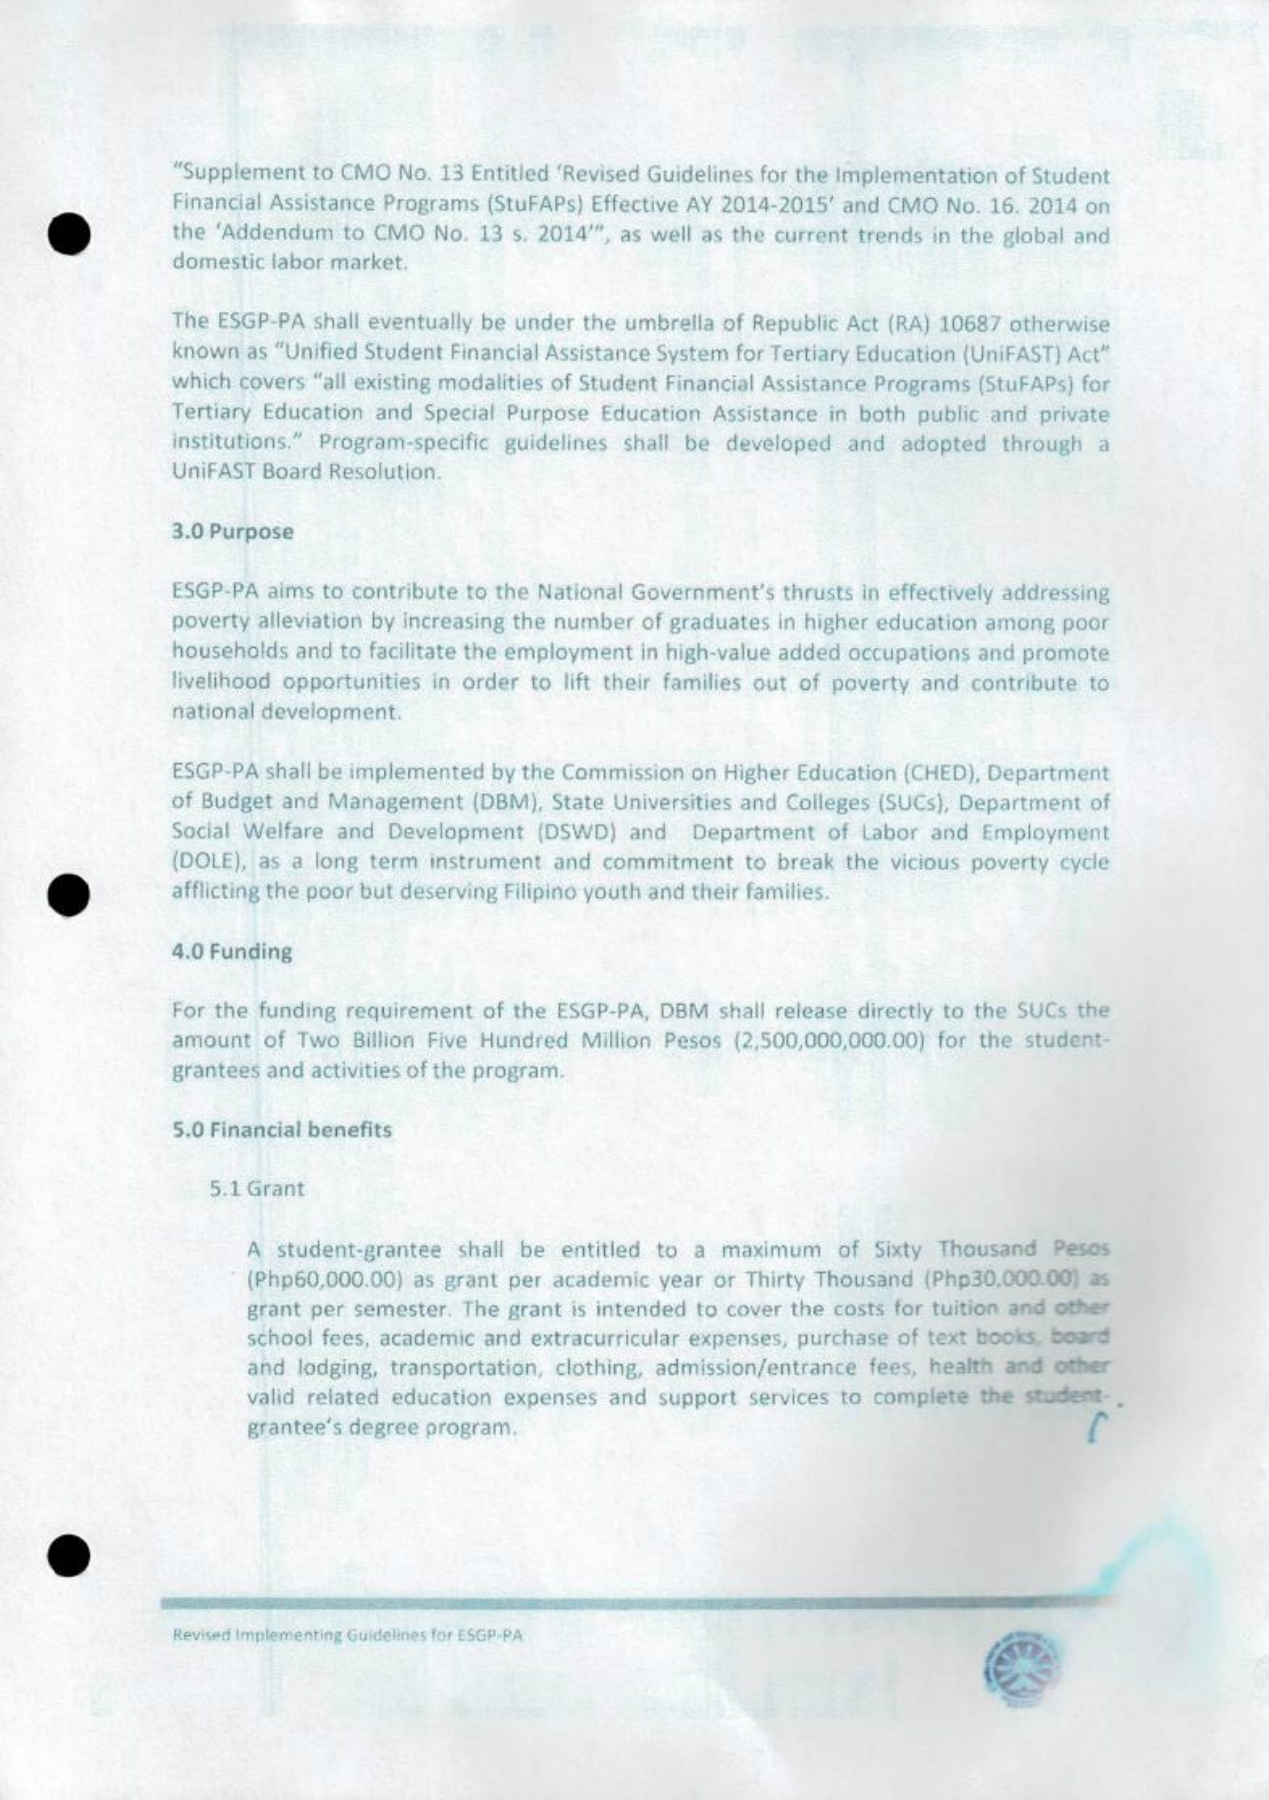 "Supplement to CMO No. 13 Entitled 'Revised Guidelines for the Implementation of Student
Financial Assistance Programs (StuFAPs) Effective AY 2014-2015' and CMO No. 16. 2014 on
the 'Addendum to CMO No. 13 s. 2014'", as well as the current trends in the global and
domestic labor market.
The ESGP-PA shall eventually be under the umbrella of Republic Act (RA) 10687 otherwise
known as "Unified Student Financial Assistance System for Tertiary Education (UniFAST) Act"
which covers "all existing modalities of Student Financial Assistance Programs (StuFAPs) for
Tertiary Education and Special Purpose Education Assistance in both public and private
institutions." Program-specific guidelines shall be developed and adopted through a
UniFAST Board Resolution.
3.0 Purpose
ESGP-PA aims to contribute to the National Government's thrusts in effectively addressing
poverty alleviation by increasing the number of graduates in higher education among poor
households and to facilitate the employment in high-value added occupations and promote
livelihood opportunities in order to lift their families out of poverty and contribute to
national development.
ESGP-PA shall be implemented by the Commission on Higher Education (CHED), Department
of Budget and Management (DBM), State Universities and Colleges (SUCs), Department of
Social Welfare and Development (DSWD) and Department of Labor and Employment
(DOLE), as a long term instrument and commitment to break the vicious poverty cycle
afflicting the poor but deserving Filipino youth and their families.
4.0 Funding
For the funding requirement of the ESGP-PA, DBM shall release directly to the SUCs the
amount of Two Billion Five Hundred Million Pesos (2,500,000,000.00) for the student-
grantees and activities of the program.
5.0 Financial benefits
5.1 Grant
A student-grantee shall be entitled to a maximum of Sixty Thousand Pesos
(Php60,000.00) as grant per academic year or Thirty Thousand (Php30,000.00) as
grant per semester. The grant is intended to cover the costs for tuition and other
school fees, academic and extracurricular expenses, purchase of text books, board
and lodging, transportation, clothing, admission/entrance fees, health and other
valid related education expenses and support services to complete the student-
grantee's degree program.
Revised Implementing Guidelines for ESGP-PA